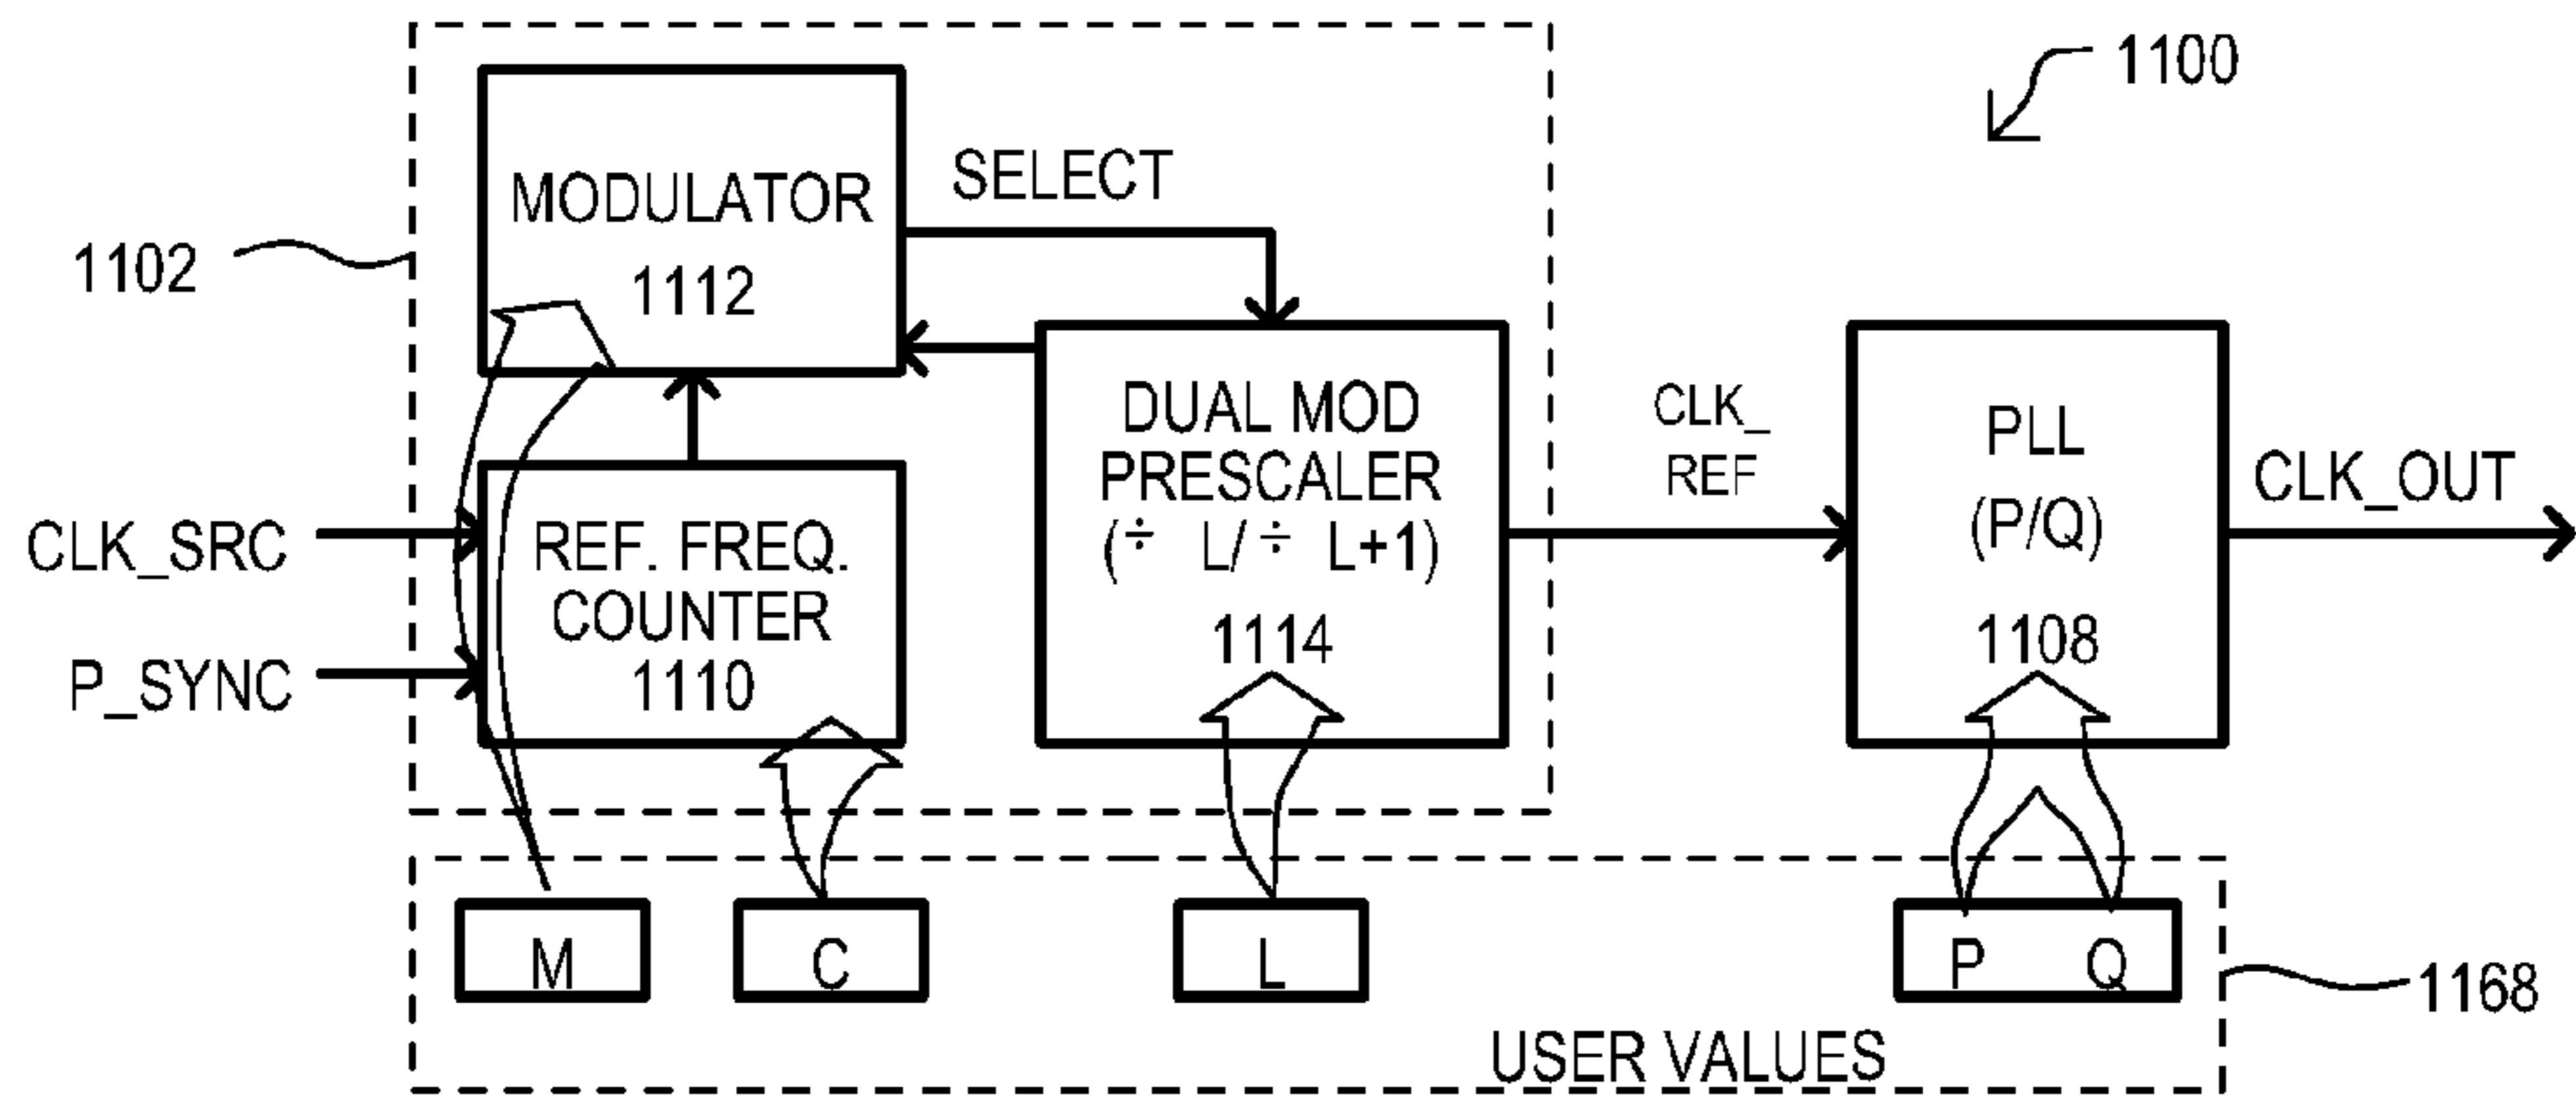 1100
MODULATOR
1112
SELECT
1102
CLK_SRC
P_SYNC
REF. FREQ.
COUNTER
1110
DUAL MOD
PRESCALER
(÷ L/÷ L+1)
1114
CLK_
REF
PLL
(P/Q)
1108
CLK_OUT
M
C
L
P Q
1168
USER VALUES